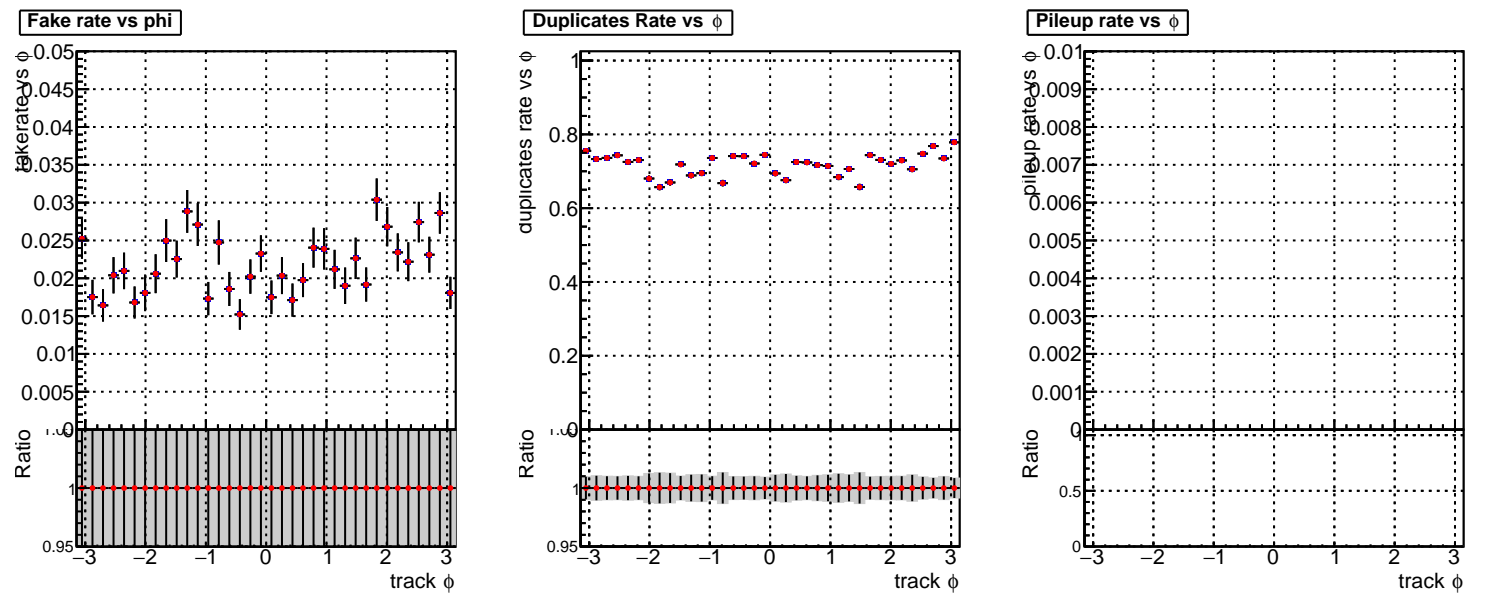 Fake rate vs phi
fakerate vs ϕ
0.05
0.045
0.04
0.035
0.03
0.025
0.02
0.015
0.01
0.005
0
Ratio
1
0.95
−3 −2 −1 0 1 2 3
track ϕ
Duplicates Rate vs ϕ
duplicates rate vs ϕ
1
0.8
0.6
0.4
0.2
0
Ratio
1
0.95
−3 −2 −1 0 1 2 3
track ϕ
Pileup rate vs ϕ
pileup rate vs ϕ
0.01
0.009
0.008
0.007
0.006
0.005
0.004
0.003
0.002
0.001
0
Ratio
1
0.5
0
−3 −2 −1 0 1 2 3
track ϕ